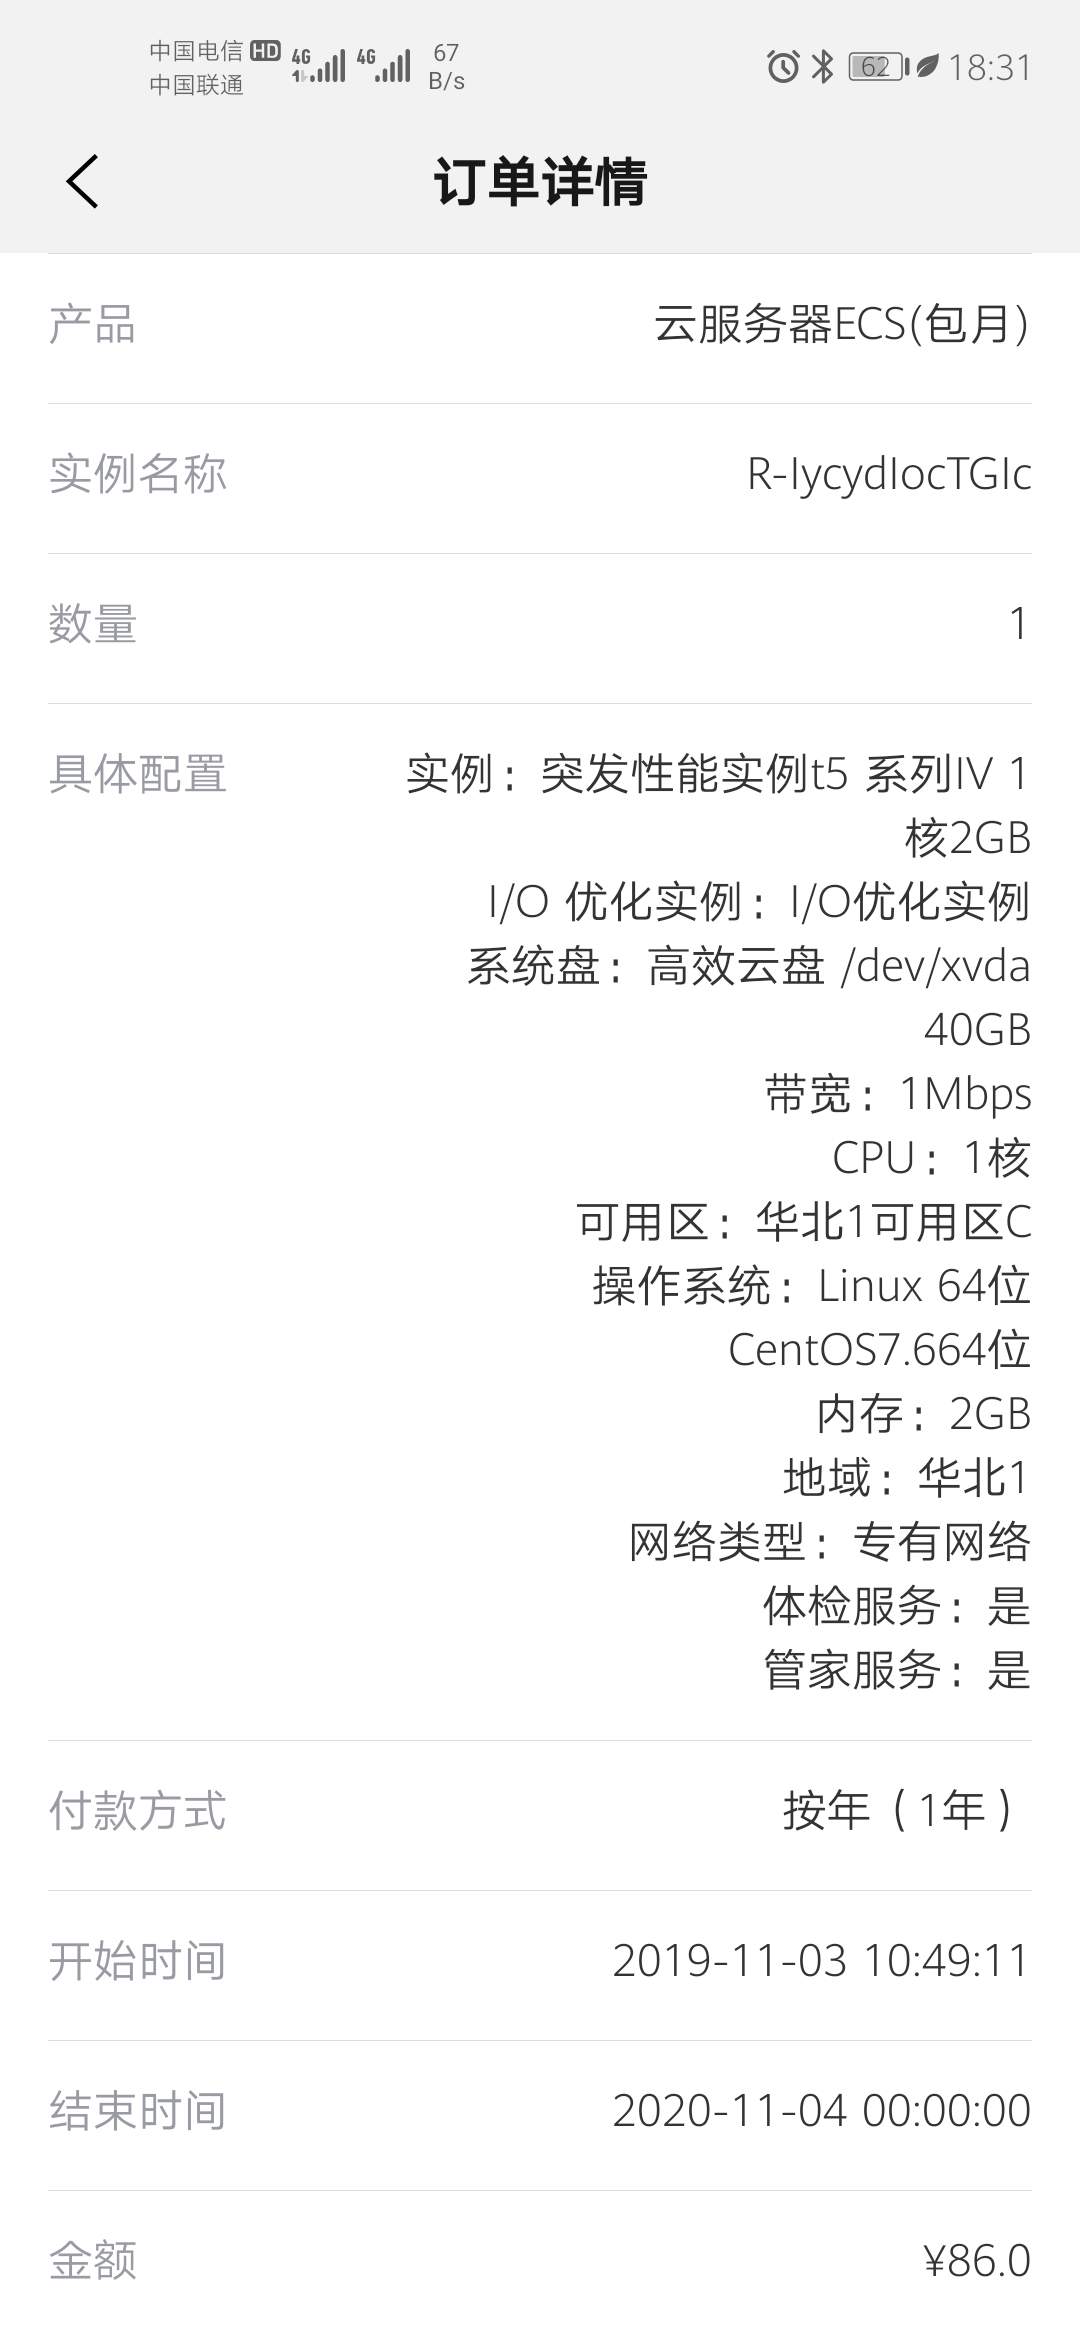 中国电信 HD 4G 4G 67 62 18:31
中国联通 B/s
订单详情
产品 云服务器ECS(包月)
实例名称 R-IycydIocTGIc
数量 1
具体配置 实例：突发性能实例t5 系列IV 1
核2GB
I/O 优化实例：I/O优化实例
系统盘：高效云盘 /dev/xvda
40GB
带宽：1Mbps
CPU：1核
可用区：华北1可用区C
操作系统：Linux 64位
CentOS7.664位
内存：2GB
地域：华北1
网络类型：专有网络
体检服务：是
管家服务：是
付款方式 按年（1年）
开始时间 2019-11-03 10:49:11
结束时间 2020-11-04 00:00:00
金额 ¥86.0